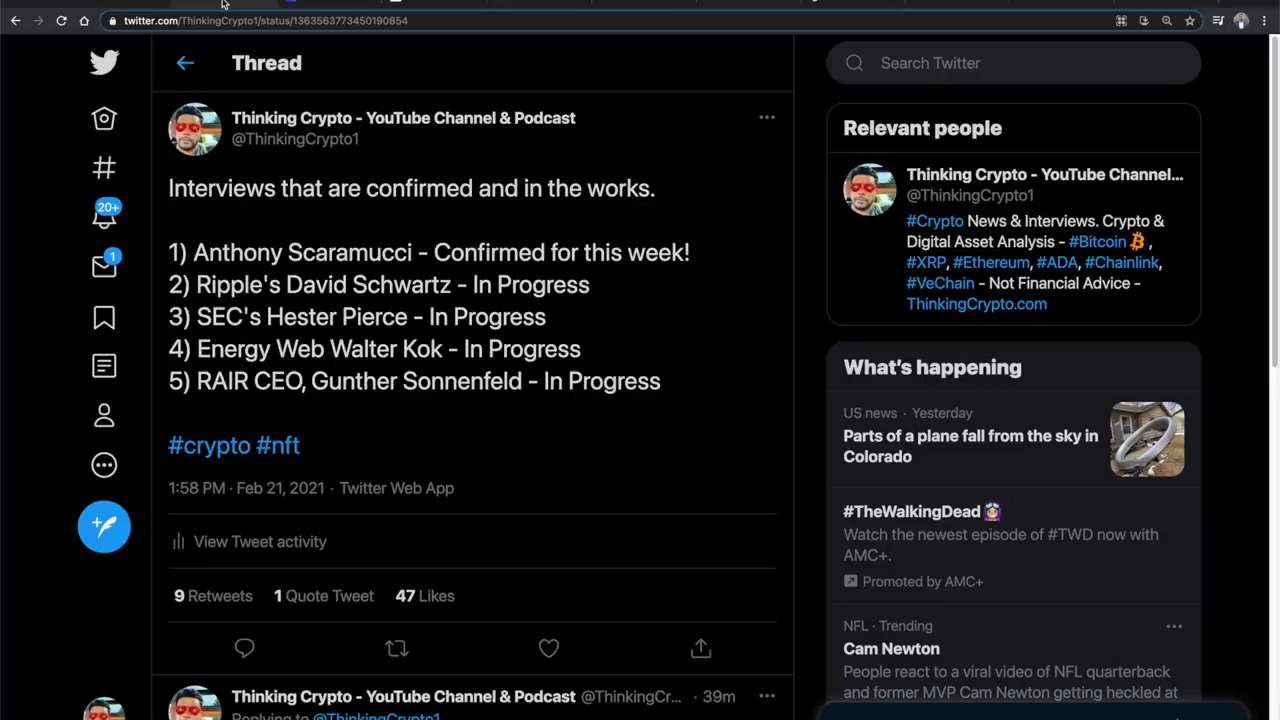 twitter.com/ThinkingCrypto1/status/1363563773450190854
Thread
Thinking Crypto - YouTube Channel & Podcast
@ThinkingCrypto1
Interviews that are confirmed and in the works.
1) Anthony Scaramucci - Confirmed for this week!
2) Ripple's David Schwartz - In Progress
3) SEC's Hester Pierce - In Progress
4) Energy Web Walter Kok - In Progress
5) RAIR CEO, Gunther Sonnenfeld - In Progress
#crypto #nft
1:58 PM · Feb 21, 2021 · Twitter Web App
View Tweet activity
9 Retweets 1 Quote Tweet 47 Likes
Thinking Crypto - YouTube Channel & Podcast @ThinkingCr... · 39m
Replying to @ThinkingCrypto1
20+
1
Search Twitter
Relevant people
Thinking Crypto - YouTube Channel...
@ThinkingCrypto1
#Crypto News & Interviews. Crypto &
Digital Asset Analysis - #Bitcoin ,
#XRP, #Ethereum, #ADA, #Chainlink,
#VeChain - Not Financial Advice -
ThinkingCrypto.com
What's happening
US news · Yesterday
Parts of a plane fall from the sky in
Colorado
#TheWalkingDead
Watch the newest episode of #TWD now with
AMC+.
Promoted by AMC+
NFL · Trending
Cam Newton
People react to a viral video of NFL quarterback
and former MVP Cam Newton getting heckled at